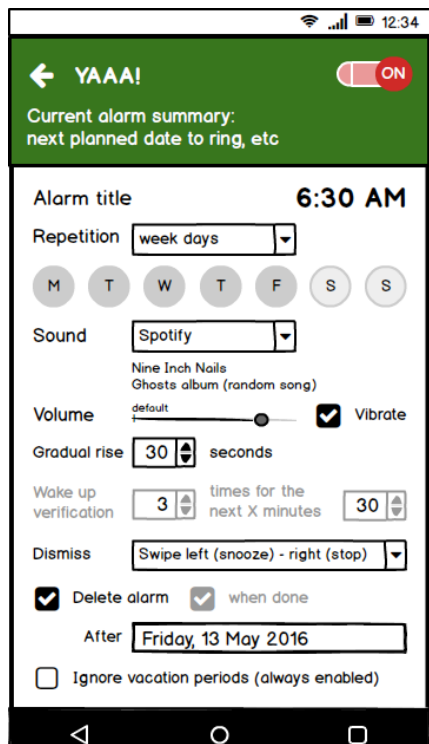 12:34
YAAA!
ON
Current alarm summary:
next planned date to ring, etc
Alarm title
6:30 AM
Repetition
week days
M T W T F S S
Sound
Spotify
Nine Inch Nails
Ghosts album (random song)
Volume
default
Vibrate
Gradual rise
30
seconds
Wake up
verification
3
times for the
next X minutes
30
Dismiss
Swipe left (snooze) - right (stop)
Delete alarm
when done
After
Friday, 13 May 2016
Ignore vacation periods (always enabled)